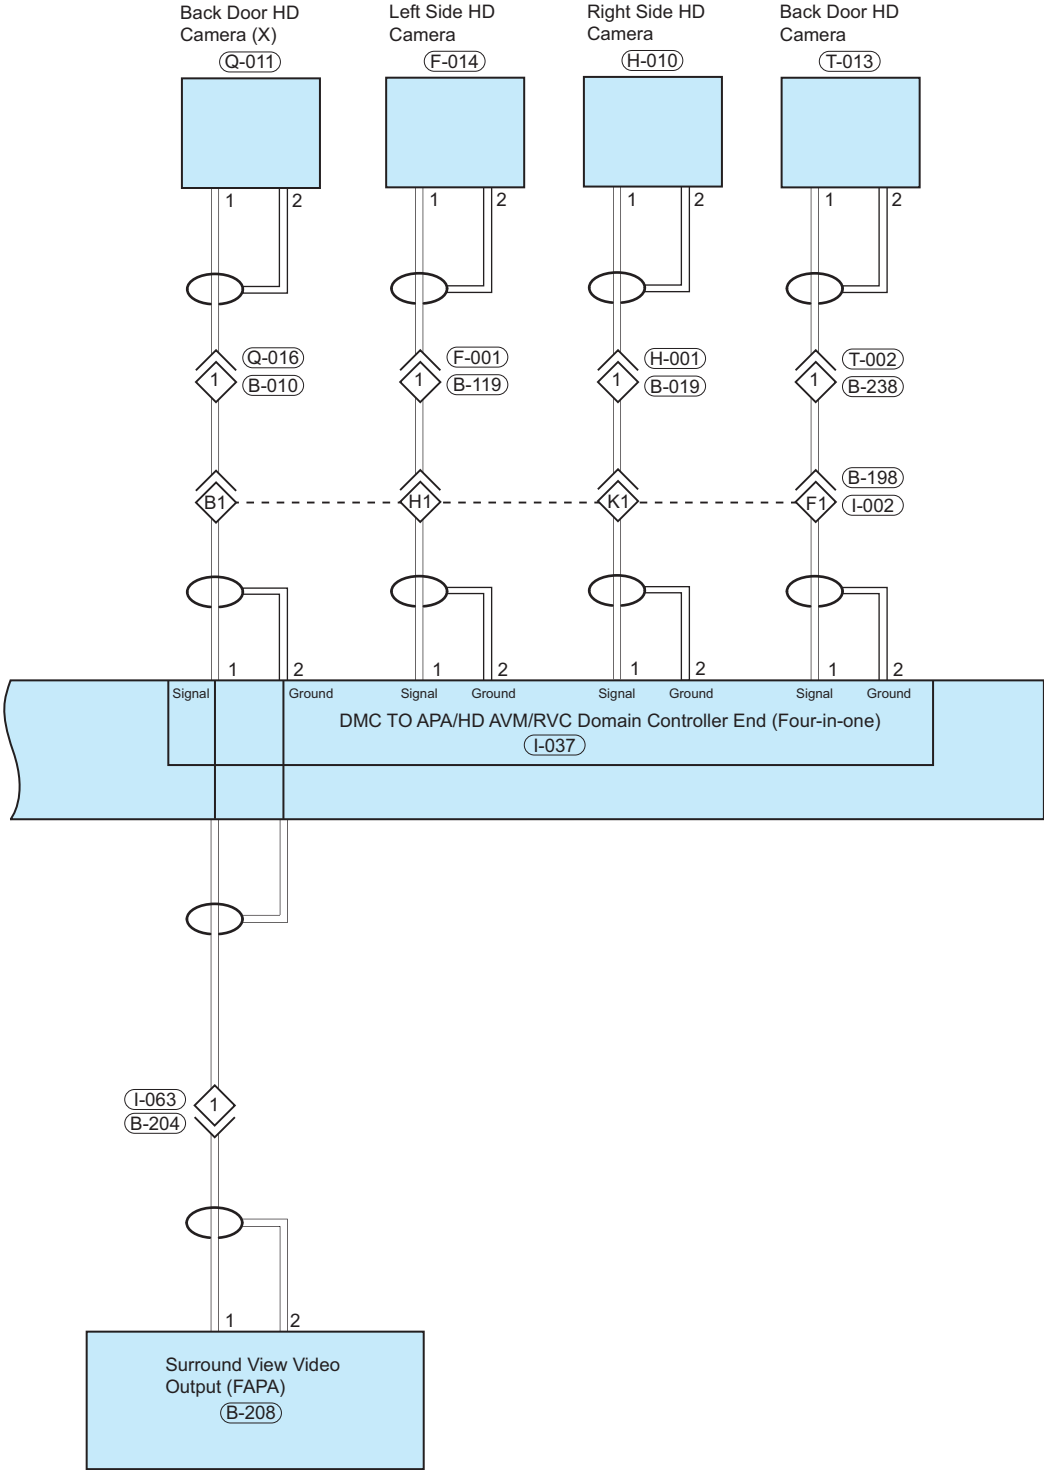 Back Door HD
Camera (X)
Q-011
Left Side HD
Camera
F-014
Right Side HD
Camera
H-010
Back Door HD
Camera
T-013
1 2 1 2 1 2 1 2
1 Q-016
B-010
1 F-001
B-119
1 H-001
B-019
1 T-002
B-238
B1 H1 K1 F1
B-198
I-002
1 2 1 2 1 2 1 2
Signal Ground Signal Ground Signal Ground Signal Ground
DMC TO APA/HD AVM/RVC Domain Controller End (Four-in-one)
I-037
I-063
B-204
1
1 2
Surround View Video
Output (FAPA)
B-208